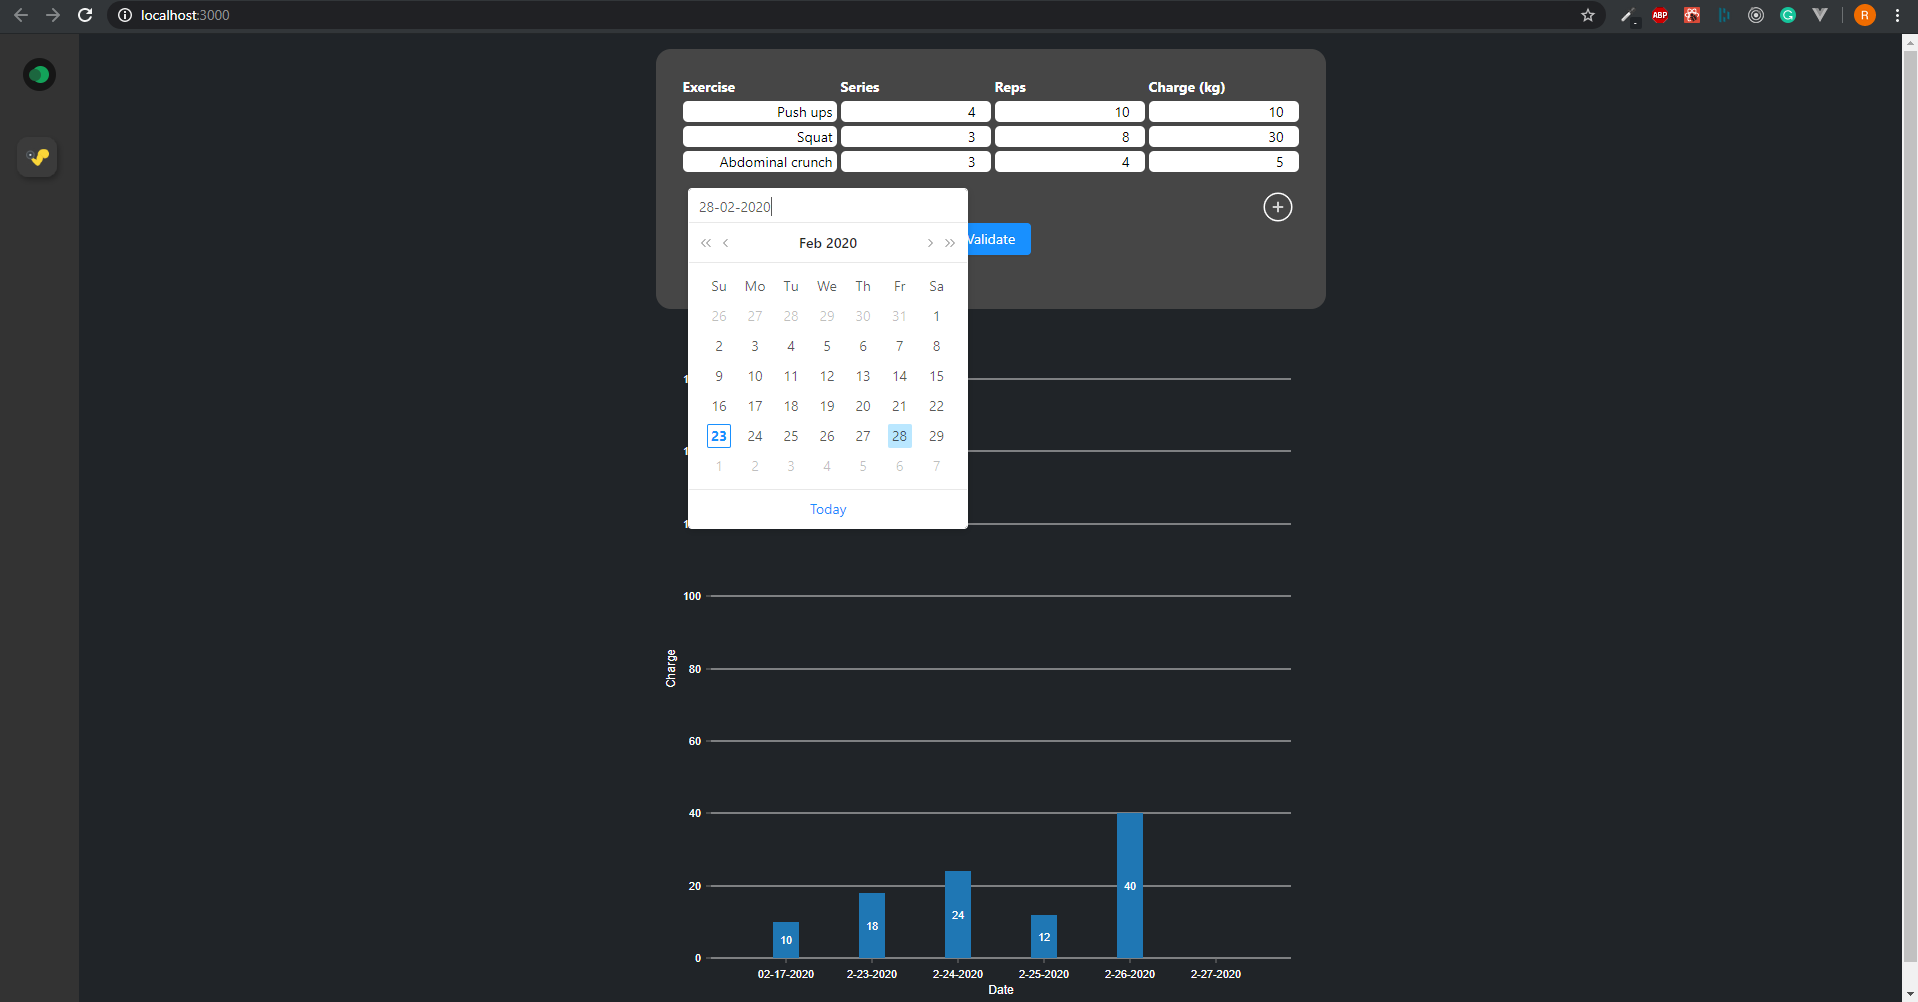 localhost:3000
ABP
R
Exercise Series Reps Charge (kg)
Push ups 4 10 10
Squat 3 8 30
Abdominal crunch 3 4 5
28-02-2020
Validate
Feb 2020
Su Mo Tu We Th Fr Sa
26 27 28 29 30 31 1
2 3 4 5 6 7 8
9 10 11 12 13 14 15
16 17 18 19 20 21 22
23 24 25 26 27 28 29
1 2 3 4 5 6 7
Today
100
80
60
40
20
0
Charge
10 18 24 12 40
02-17-2020 2-23-2020 2-24-2020 2-25-2020 2-26-2020 2-27-2020
Date